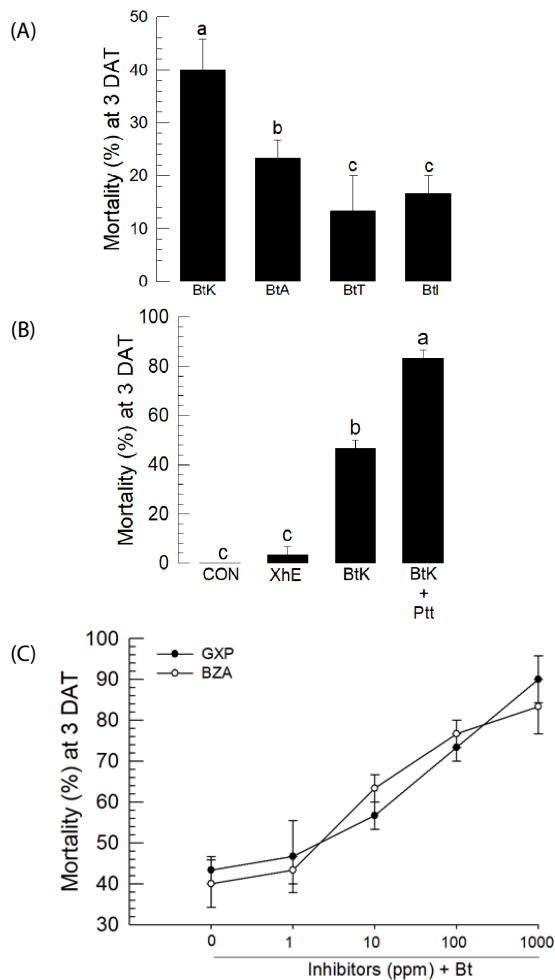 (A)
Mortality (%) at 3 DAT
50
40
30
20
10
0
a
b
c
c
BtK
BtA
BtT
BtI
(B)
Mortality (%) at 3 DAT
100
80
60
40
20
0
c
c
b
a
CON
XhE
BtK
BtK
+
Ptt
(C)
Mortality (%) at 3 DAT
100
90
80
70
60
50
40
30
GXP
BZA
0
1
10
100
1000
Inhibitors (ppm) + Bt